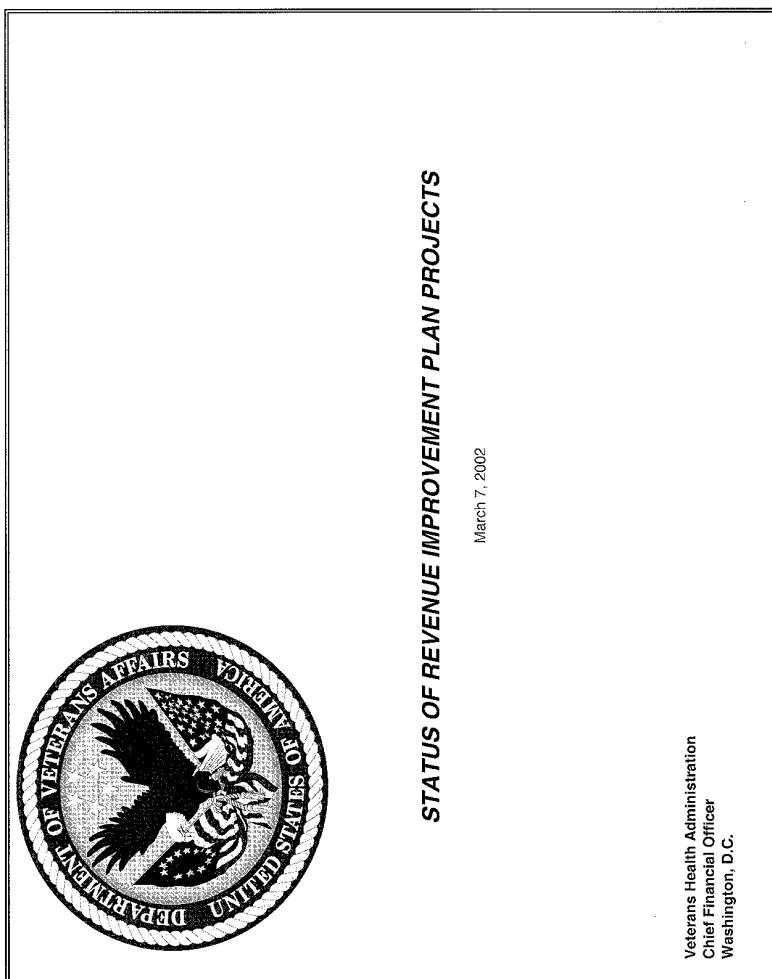 DEPARTMENT OF VETERANS AFFAIRS
UNITED STATES OF AMERICA
STATUS OF REVENUE IMPROVEMENT PLAN PROJECTS
March 7, 2002
Veterans Health Administration
Chief Financial Officer
Washington, D.C.